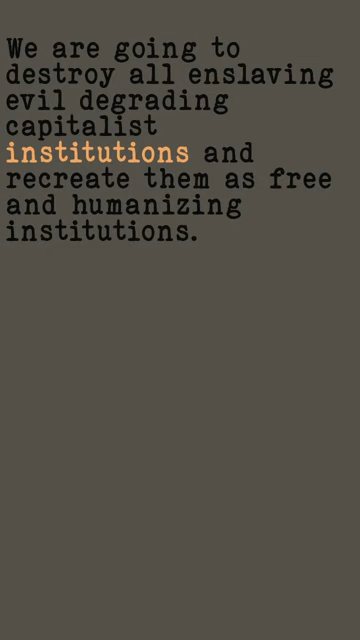 We are going to
destroy all enslaving
evil degrading
capitalist
institutions and
recreate them as free
and humanizing
institutions.